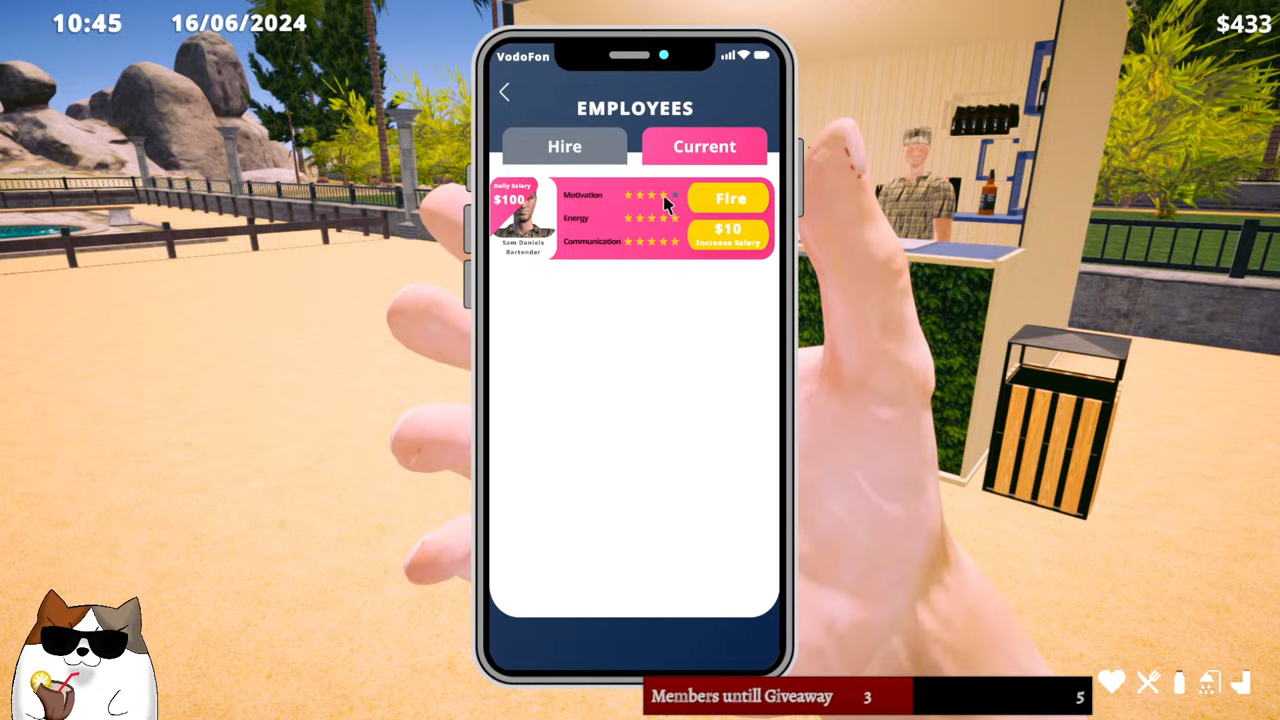 10:45
16/06/2024
$433
VodoFon
EMPLOYEES
Hire
Current
Daily Salary
$100
Sam Daniels
Bartender
Motivation
Energy
Communication
Fire
$10
Increase Salary
Members untill Giveaway 3 5